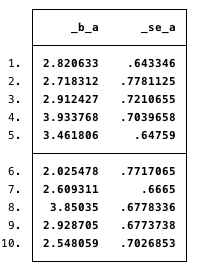 _b_a _se_a
1. 2.820633 .643346
2. 2.718312 .7781125
3. 2.912427 .7210655
4. 3.933768 .7039658
5. 3.461806 .64759
6. 2.025478 .7717065
7. 2.609311 .6665
8. 3.85035 .6778336
9. 2.928705 .6773738
10. 2.548059 .7026853